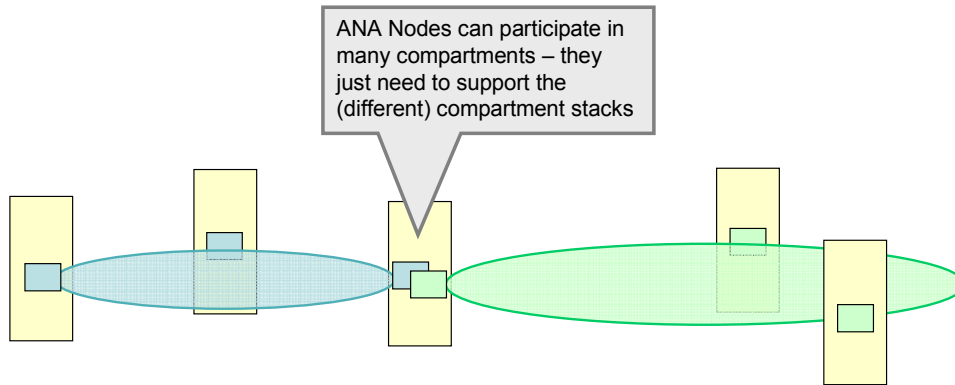 ANA Nodes can participate in
many compartments – they
just need to support the
(different) compartment stacks